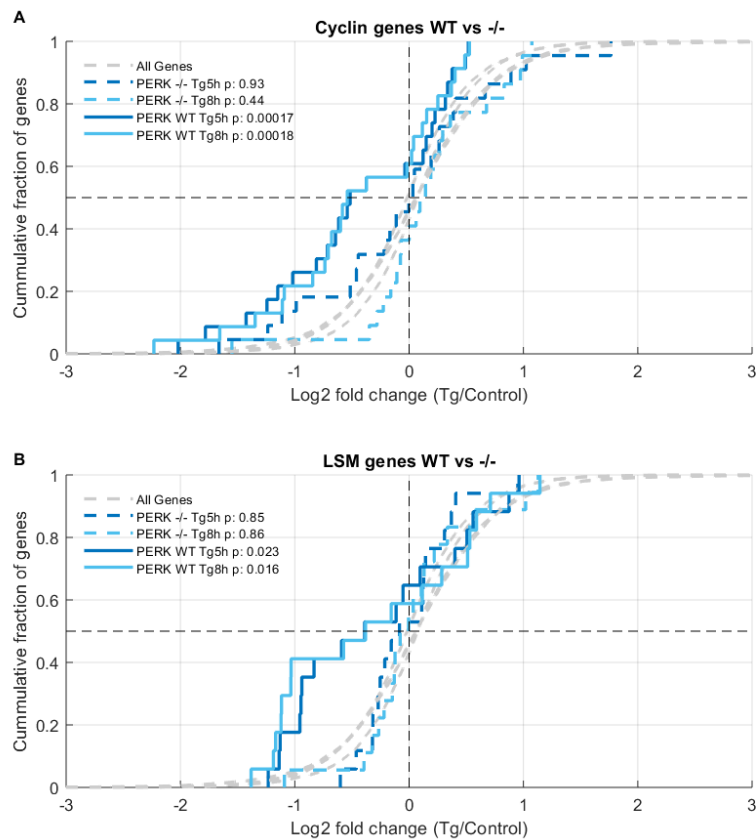 A
Cyclin genes WT vs -/-
Cummulative fraction of genes
1
0.8
0.6
0.4
0.2
0
All Genes
PERK -/- Tg5h p: 0.93
PERK -/- Tg8h p: 0.44
PERK WT Tg5h p: 0.00017
PERK WT Tg8h p: 0.00018
-3 -2 -1 0 1 2 3
Log2 fold change (Tg/Control)
B
LSM genes WT vs -/-
Cummulative fraction of genes
1
0.8
0.6
0.4
0.2
0
All Genes
PERK -/- Tg5h p: 0.85
PERK -/- Tg8h p: 0.86
PERK WT Tg5h p: 0.023
PERK WT Tg8h p: 0.016
-3 -2 -1 0 1 2 3
Log2 fold change (Tg/Control)